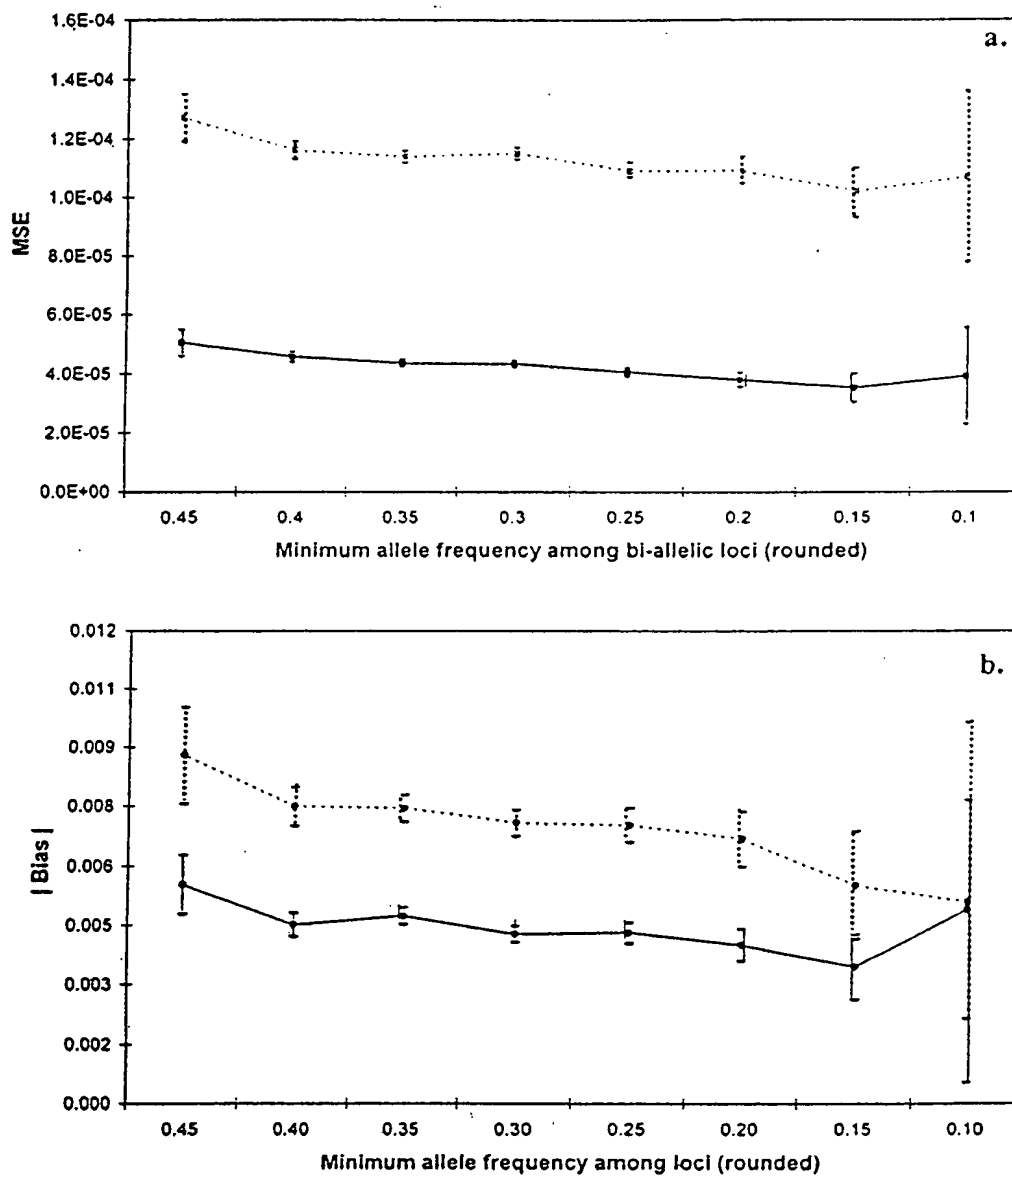 a.
1.6E-04
1.4E-04
1.2E-04
1.0E-04
8.0E-05
6.0E-05
4.0E-05
2.0E-05
0.0E+00
MSE
0.45 0.4 0.35 0.3 0.25 0.2 0.15 0.1
Minimum allele frequency among bi-allelic loci (rounded)
b.
0.012
0.011
0.009
0.008
0.006
0.005
0.003
0.002
0.000
|Bias|
0.45 0.40 0.35 0.30 0.25 0.20 0.15 0.10
Minimum allele frequency among loci (rounded)